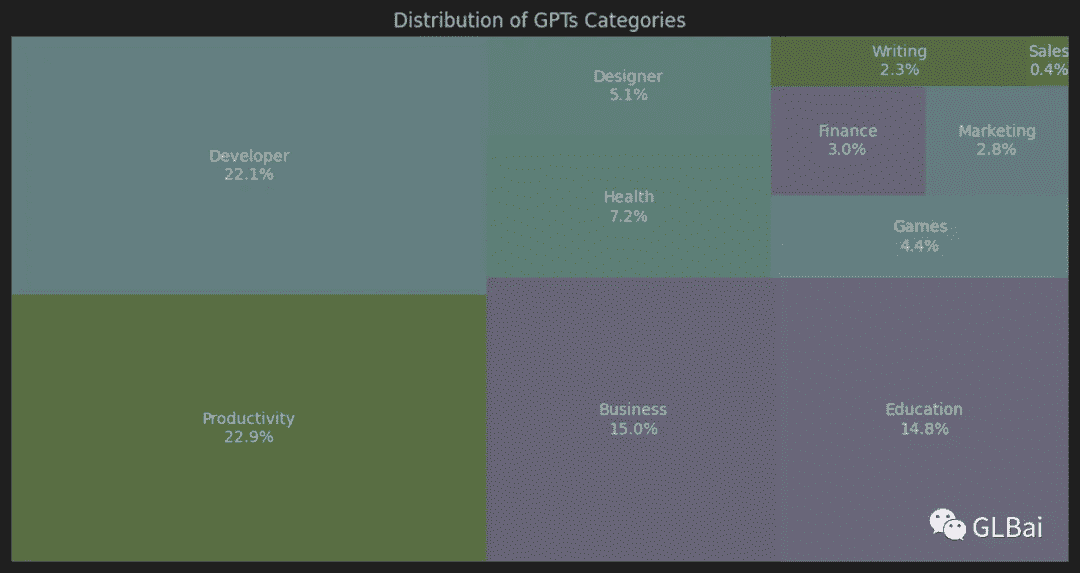 Distribution of GPTs Categories
Developer
22.1%
Productivity
22.9%
Designer
5.1%
Health
7.2%
Business
15.0%
Writing
2.3%
Sales
0.4%
Finance
3.0%
Marketing
2.8%
Games
4.4%
Education
14.8%
GLBai